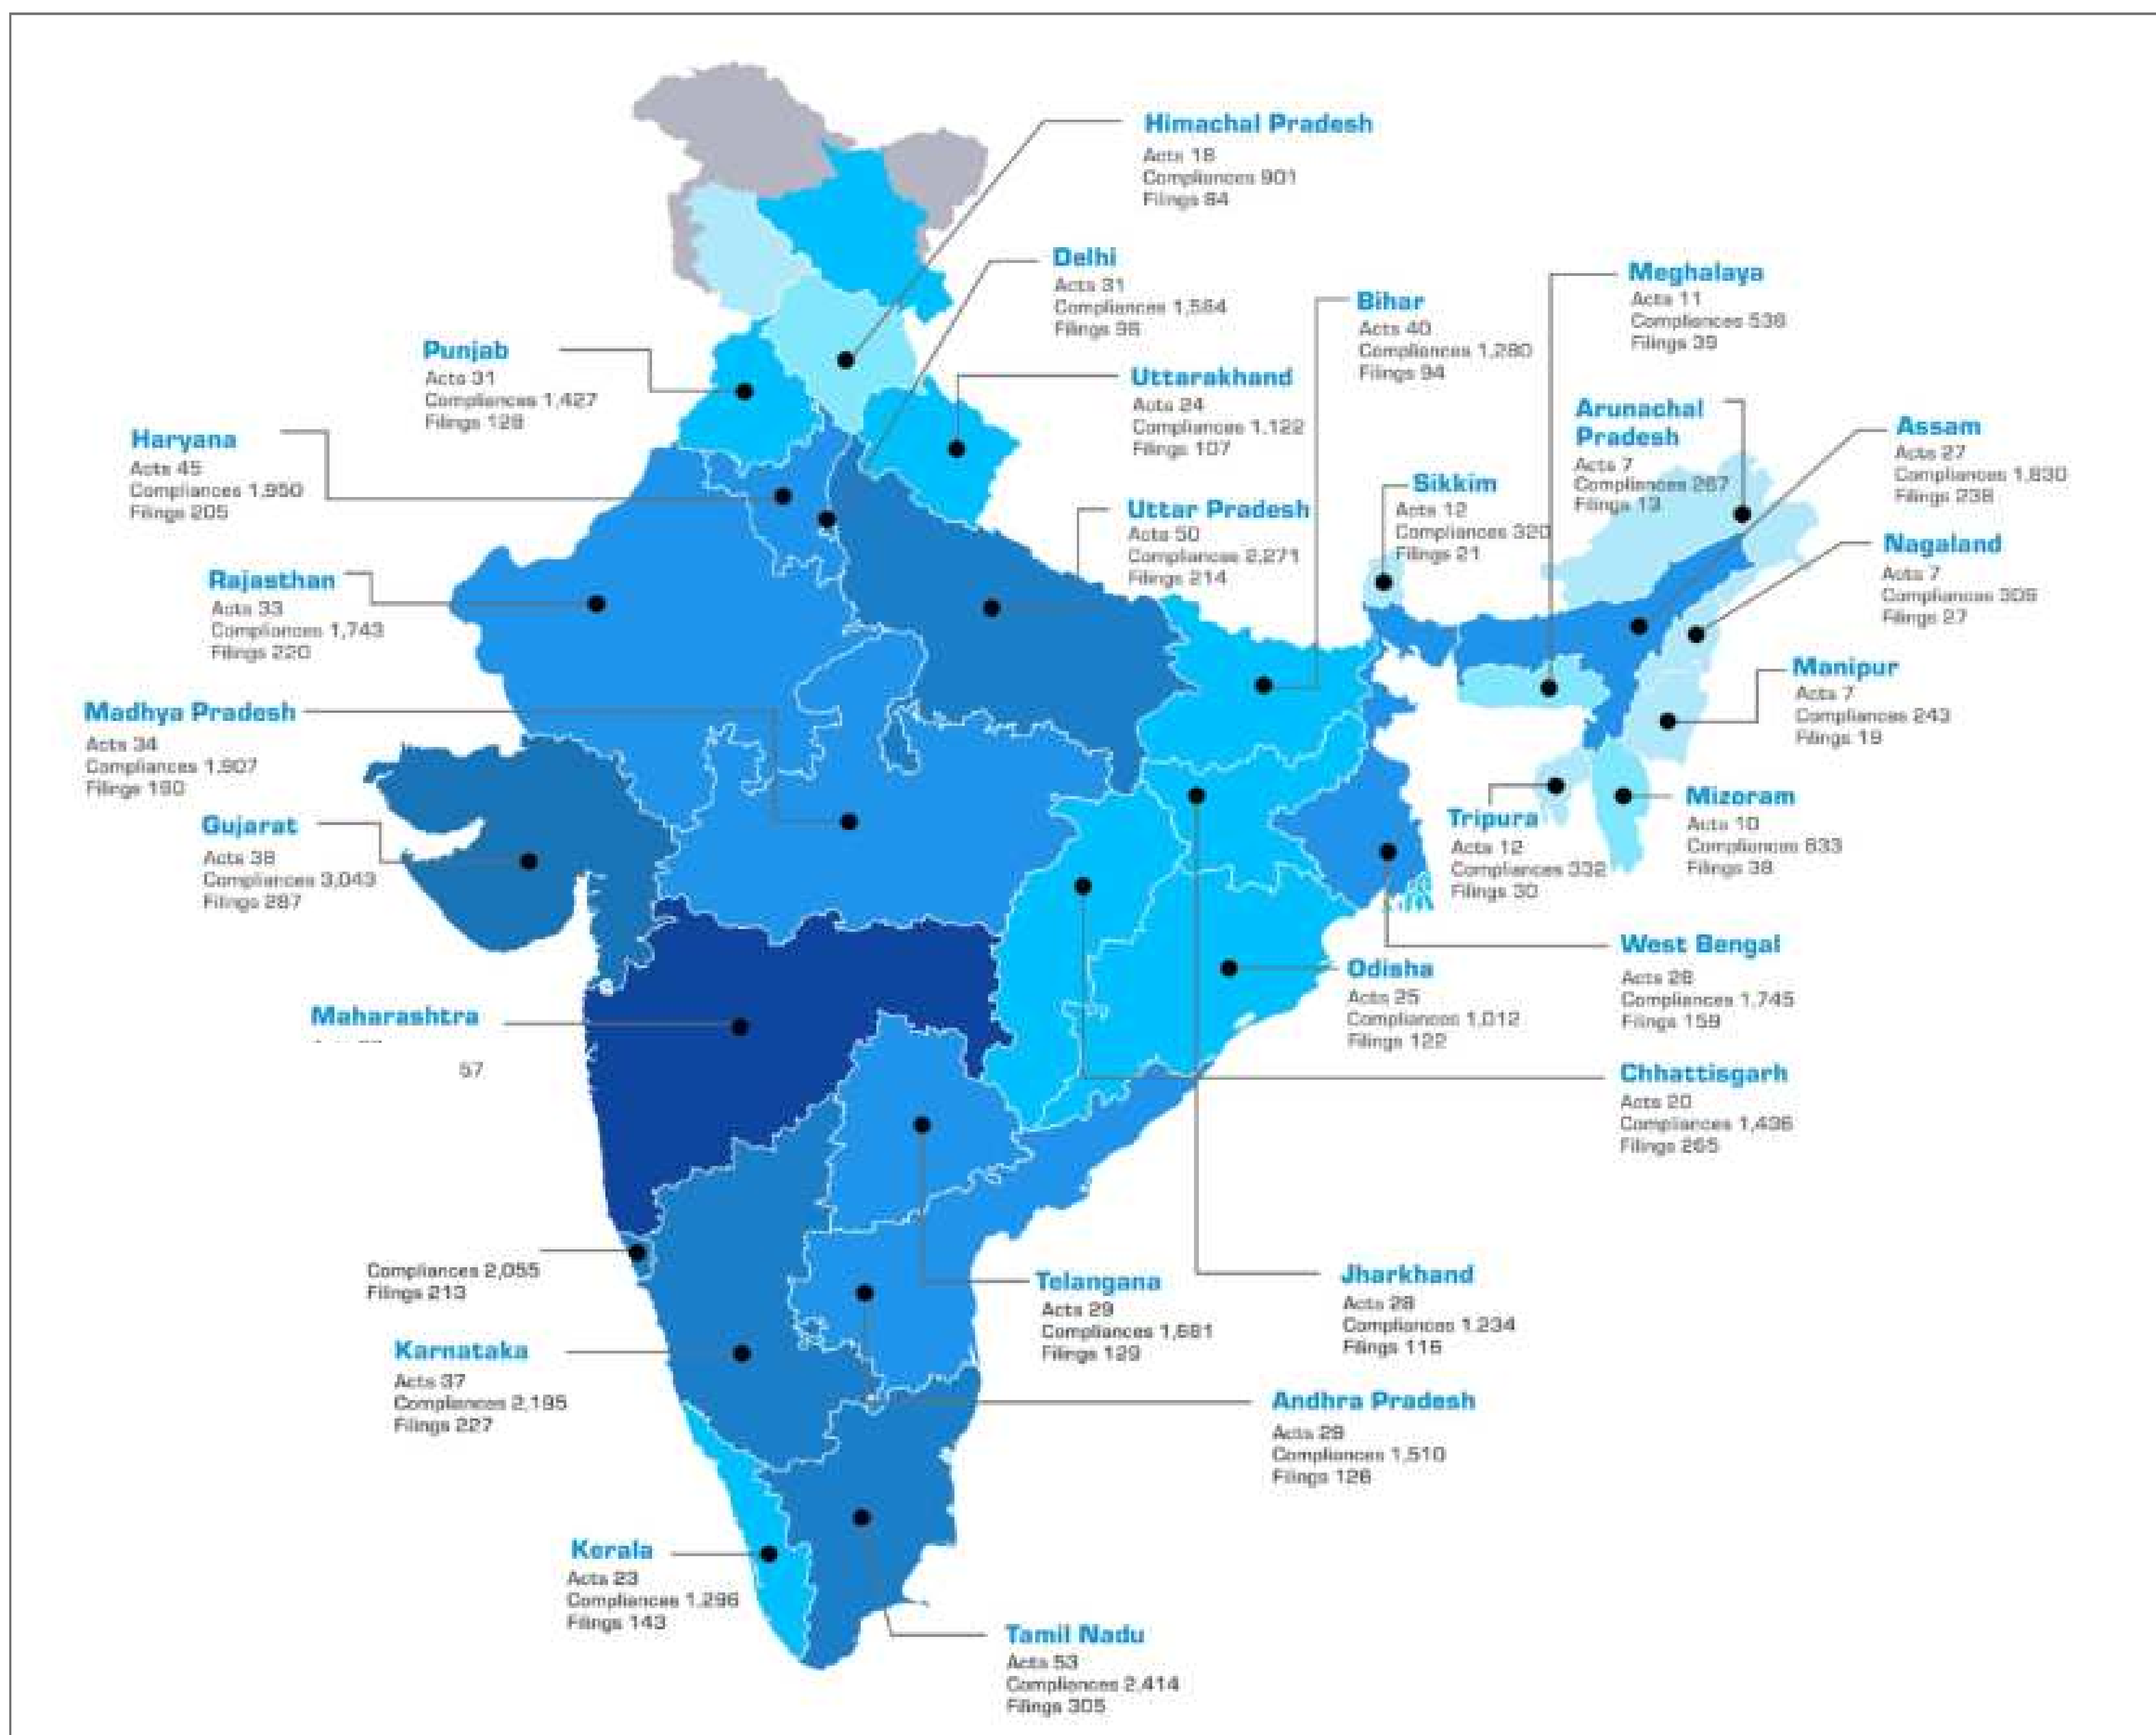 Himachal Pradesh
Acts 18
Compliances 901
Filings 84
Delhi
Acts 31
Compliances 1,564
Filings 96
Meghalaya
Acts 11
Compliances 536
Filings 39
Bihar
Acts 40
Compliances 1,280
Filings 94
Punjab
Acts 31
Compliances 1,427
Filings 128
Uttarakhand
Acts 24
Compliances 1.122
Filings 107
Arunachal
Pradesh
Acts 7
Compliances 267
Filings 13
Assam
Acts 27
Compliances 1,830
Filings 238
Haryana
Acts 45
Compliances 1.950
Filings 205
Sikkim
Acts 12
Compliances 320
Filings 21
Uttar Pradesh
Acts 50
Compliances 2,271
Filings 214
Nagaland
Acts 7
Compliances
Filings 27
Rajasthan
Acts 33
Compliances 1,743
Filings 220
Manipur
Acts 7
Compliances 243
Filings 19
Madhya Pradesh
Acts 34
Compliances 1.907
Filings 190
Mizoram
Acts 10
Compliances 633
Filings 38
Tripura
Acts 12
Compliances 332
Filings 30
Gujarat
Acts 38
Compliances 3,043
Filings 287
West Bengal
Acts 28
Compliances 1,745
Filings 159
Odisha
Acts 25
Compliances 1,012
Filings 122
Maharashtra
57
Chhattisgarh
Acts 20
Compliances 1,436
Filings 265
Compliances 2,055
Filings 213
Telangana
Acts 29
Compliances
Filings 129
Jharkhand
Acts 28
Compliances 1.234
Filings 116
Karnataka
Acts 37
Compliances 2,195
Filings 227
Andhra Pradesh
Acts 29
Compliances 1,510
Filings 126
Kerala
Acts 23
Compliances 1.296
Filings 143
Tamil Nadu
Acts 53
Compliances 2,414
Filings 305